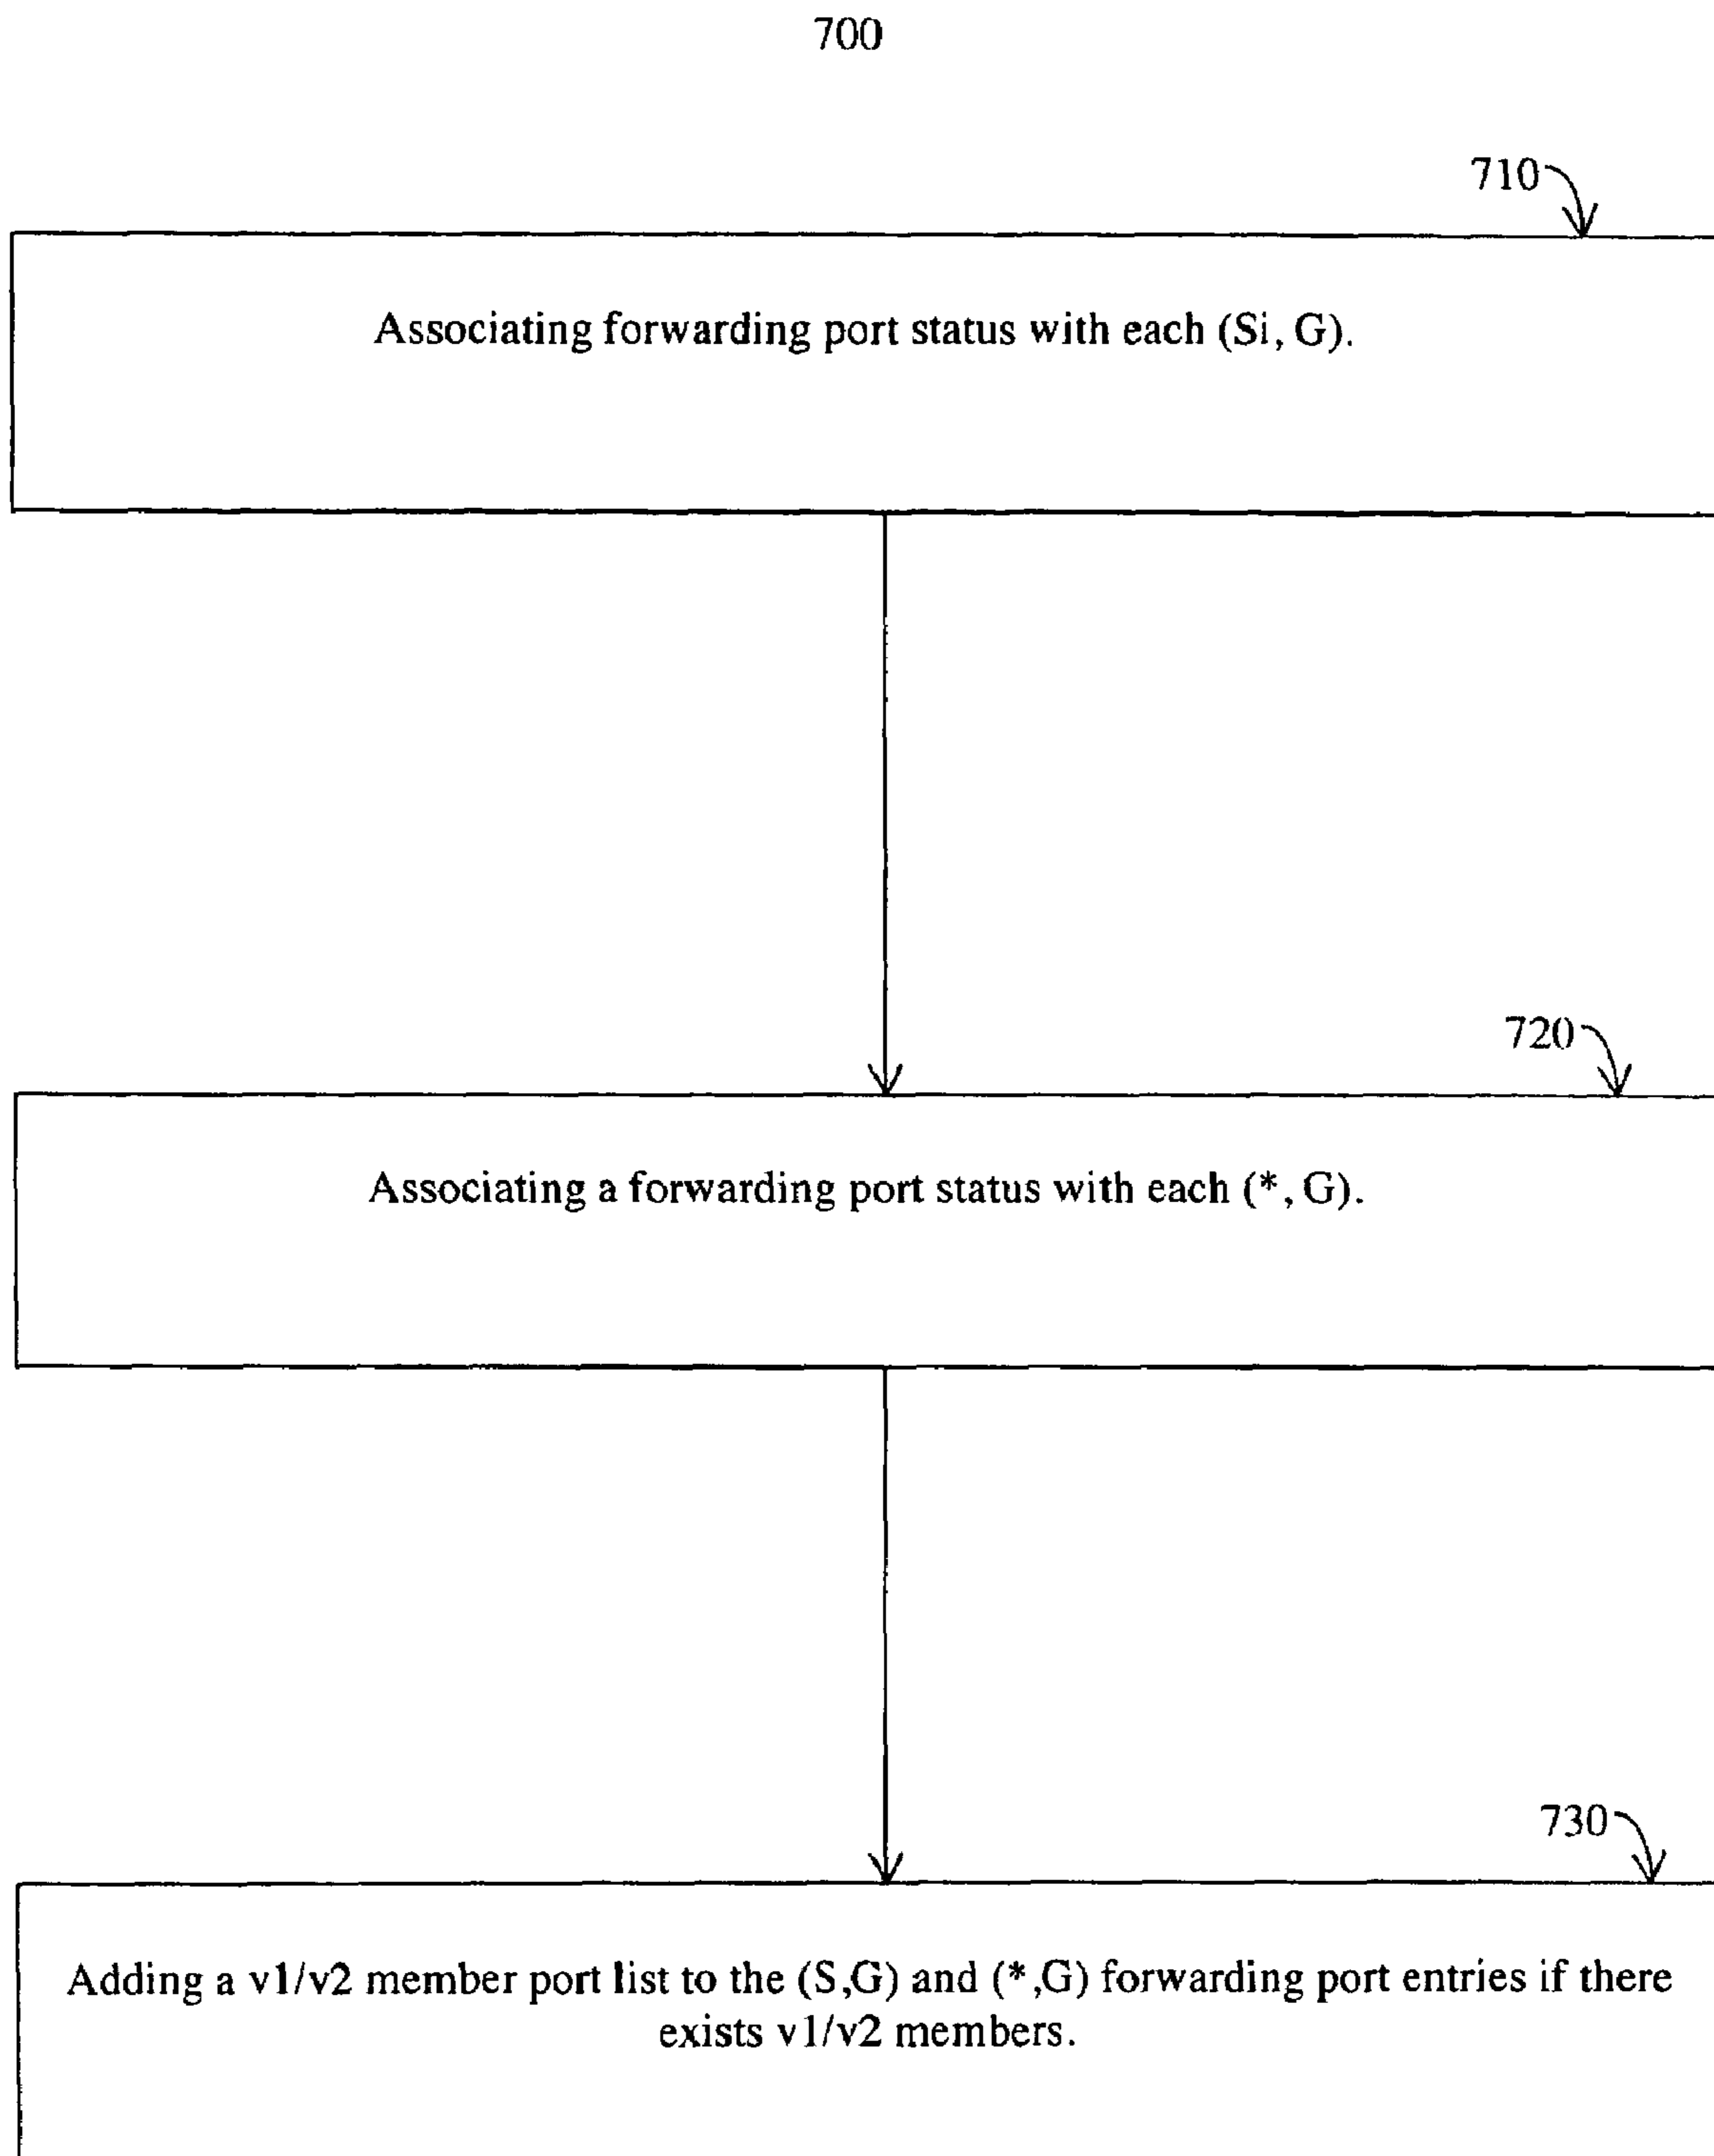 700
710
Associating forwarding port status with each (Si, G).
720
Associating a forwarding port status with each (*, G).
730
Adding a v1/v2 member port list to the (S,G) and (*,G) forwarding port entries if there
exists v1/v2 members.